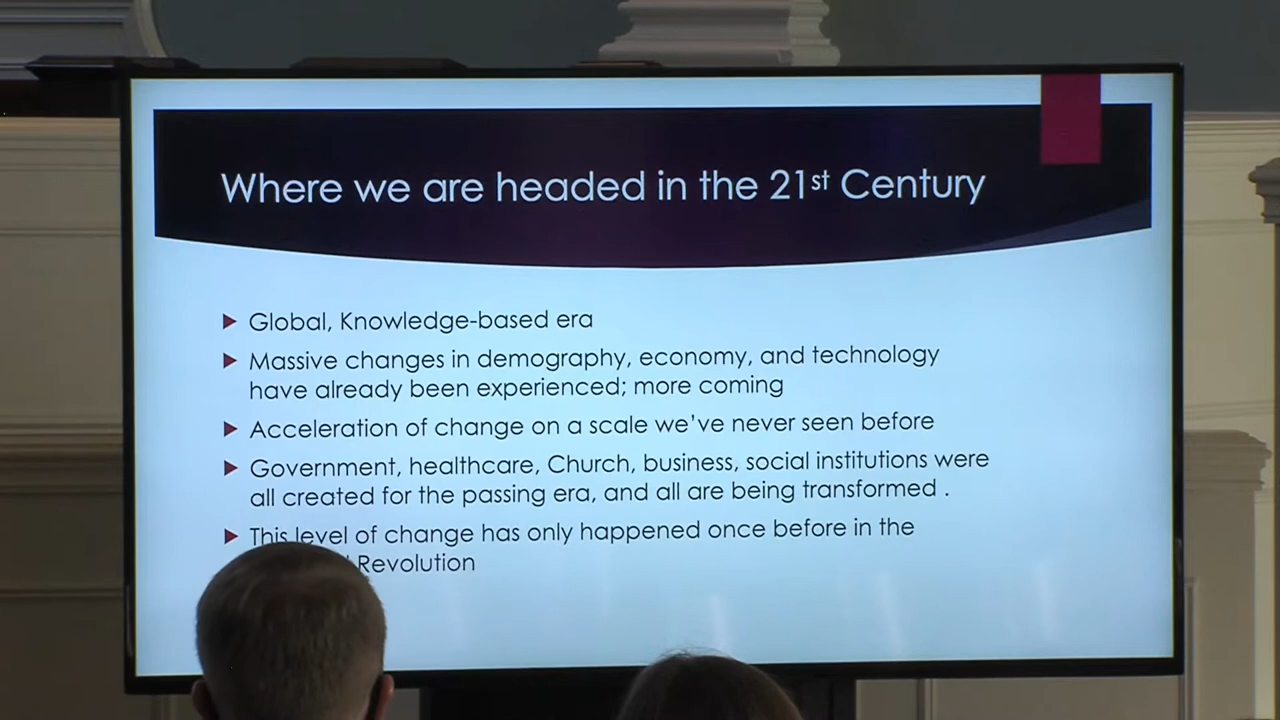 Where we are headed in the 21st Century
Global, Knowledge-based era
Massive changes in demography, economy, and technology
have already been experienced; more coming
Acceleration of change on a scale we've never seen before
Government, healthcare, Church, business, social institutions were
all created for the passing era, and all are being transformed .
This level of change has only happened once before in the
Revolution